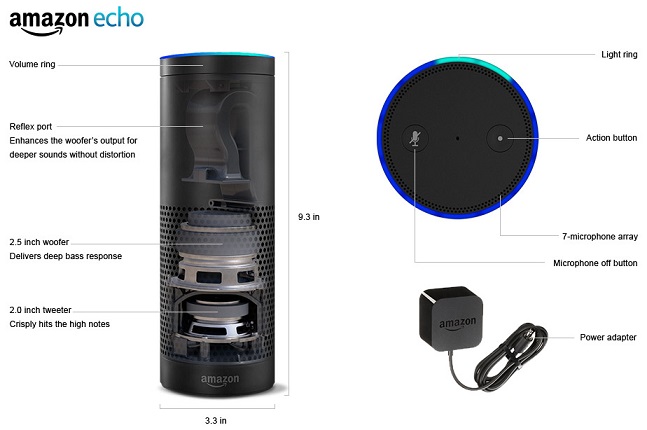 amazon echo
Volume ring
Reflex port
Enhances the woofer's output for
deeper sounds without distortion
2.5 inch woofer
Delivers deep bass response
2.0 inch tweeter
Crisply hits the high notes
9.3 in
amazon
3.3 in
Light ring
Action button
7-microphone array
Microphone off button
amazon
Power adapter